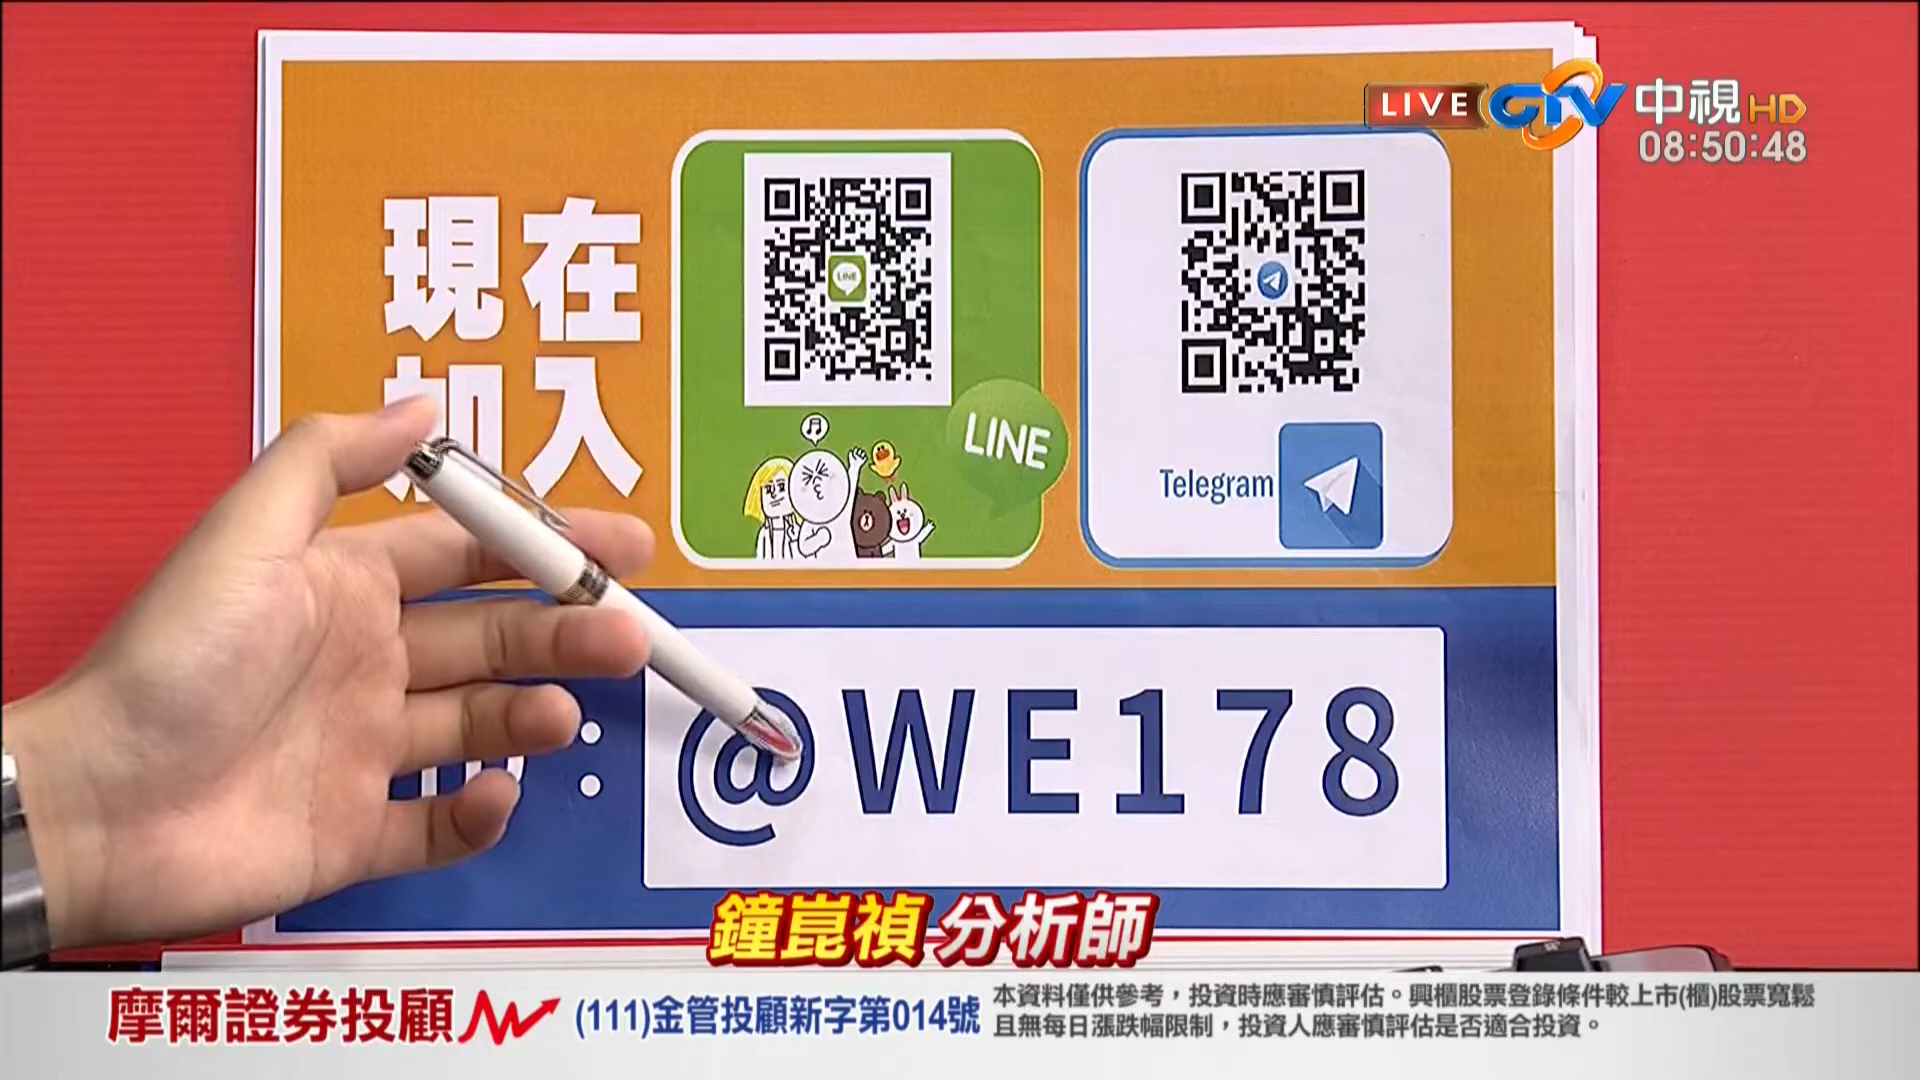 LIVE CTV 中視HD
08:50:48
現在
加入
LINE
LINE
Telegram
ID：@WE178
鐘崑禎 分析師
摩爾證券投顧 (111)金管投顧新字第014號
本資料僅供參考，投資時應審慎評估。興櫃股票登錄條件較上市(櫃)股票寬鬆
且無每日漲跌幅限制，投資人應審慎評估是否適合投資。